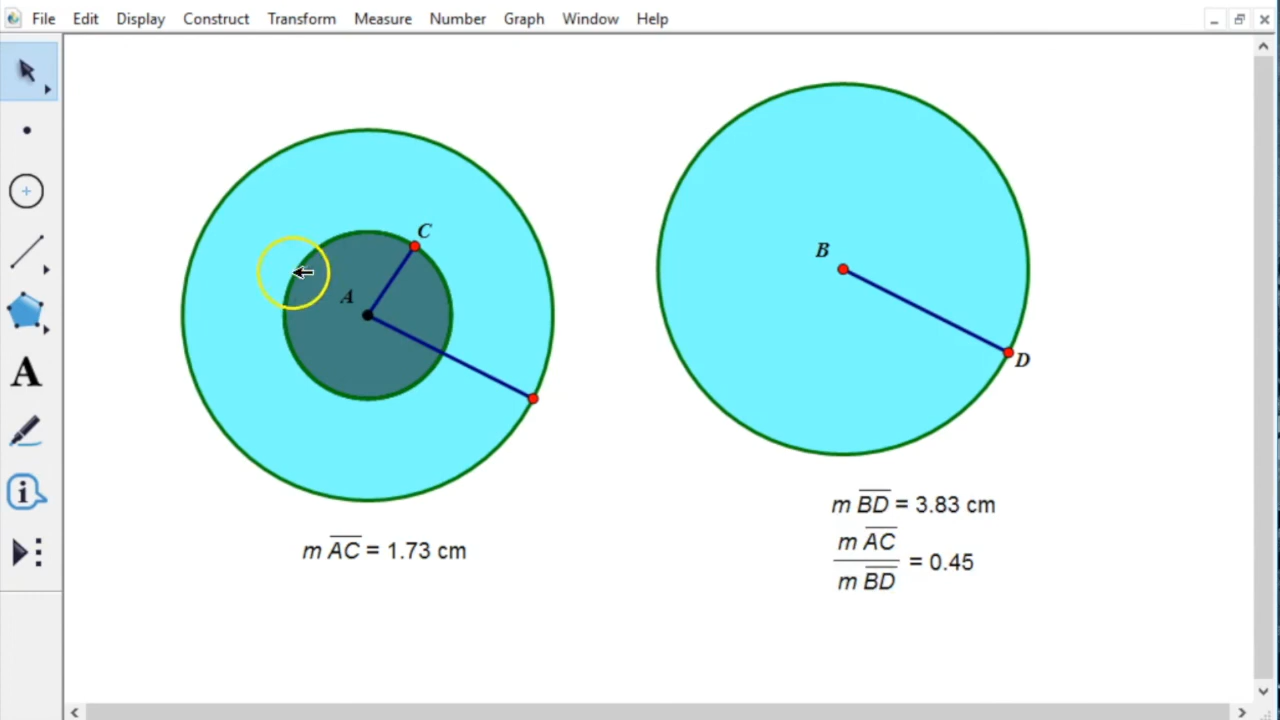 File Edit Display Construct Transform Measure Number Graph Window Help
C
A
B
D
A
m AC = 1.73 cm
m BD = 3.83 cm
m AC
m BD
= 0.45